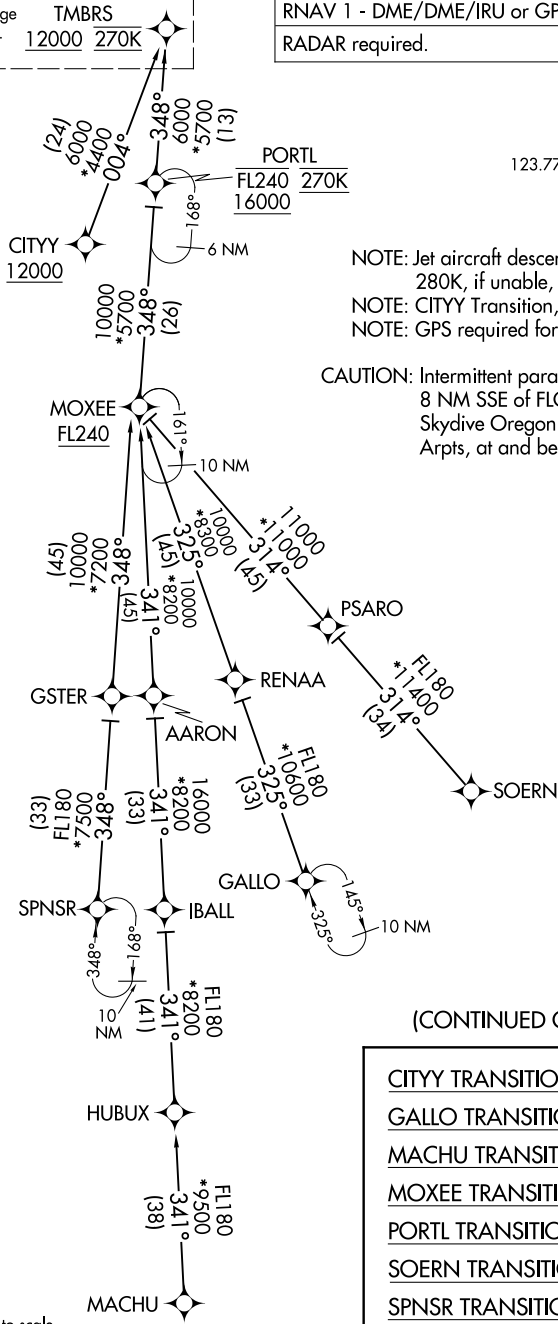 ge
TMBRS
12000 270K
RNAV 1 - DME/DME/IRU or GP
RADAR required.
348°
6000
*5700
(13)
(24)
6000
*4400
004°
PORTL
FL240 270K
16000
123.77
168°
6 NM
CITYY
12000
NOTE: Jet aircraft descen
280K, if unable,
NOTE: CITYY Transition,
NOTE: GPS required for
10000
*5700
348°
(26)
CAUTION: Intermittent para
8 NM SSE of FLO
Skydive Oregon
Arpts, at and be
MOXEE
FL240
161°
10 NM
(45)
10000
*7200
348°
10000
*8200
341°
(45)
10000
*8300
325°
(45)
11000
*11000
314°
(45)
PSARO
GSTER
AARON
RENAA
FL180
*11400
314°
(34)
SOERN
(33)
FL180
*7500
348°
16000
*8200
341°
(33)
FL180
*10600
325°
(33)
GALLO
145°
325°
10 NM
SPNSR
IBALL
348°
168°
10
NM
FL180
*8200
341°
(41)
(CONTINUED O
HUBUX
FL180
*9500
341°
(38)
MACHU
CITYY TRANSITIO
GALLO TRANSITIO
MACHU TRANSIT
MOXEE TRANSITI
PORTL TRANSITIO
SOERN TRANSITIO
SPNSR TRANSITIO
to scale